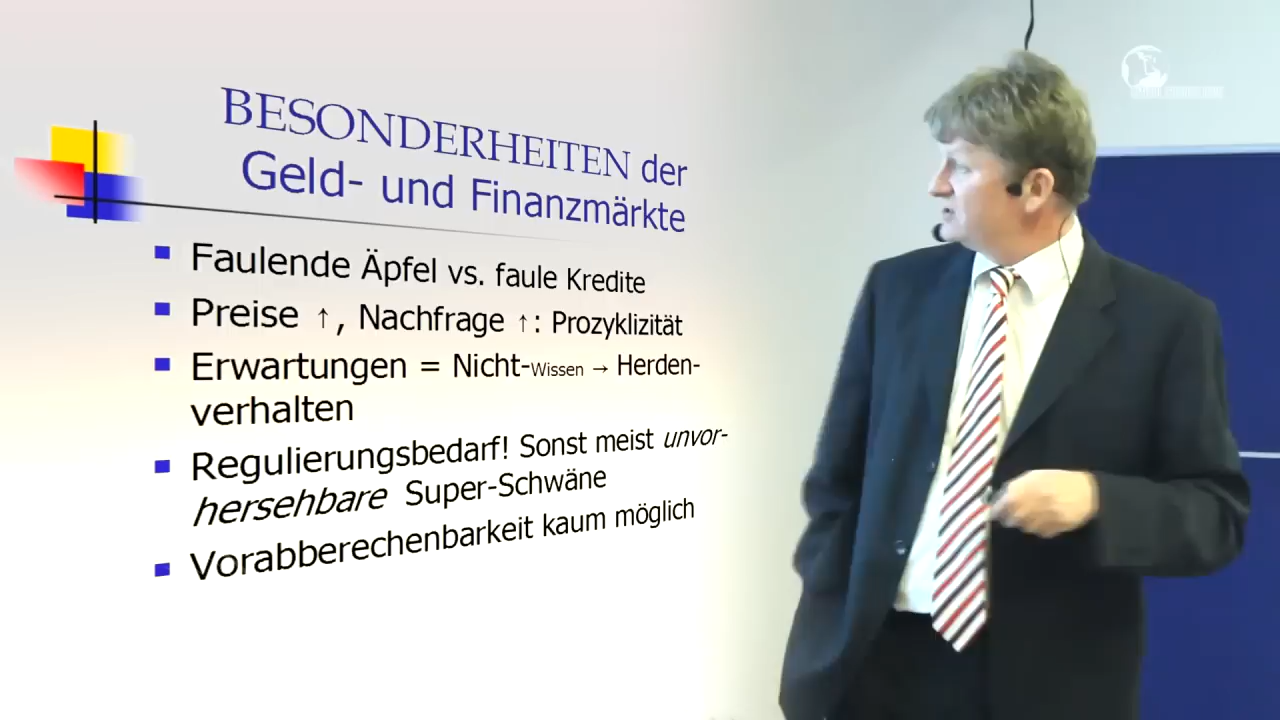 BESONDERHEITEN der
Geld- und Finanzmärkte
Faulende Äpfel vs. faule Kredite
Preise ↑, Nachfrage ↑: Prozyklizität
Erwartungen = Nicht-Wissen → Herden-
verhalten
Regulierungsbedarf! Sonst meist unvor-
hersehbare Super-Schwäne
Vorabberechenbarkeit kaum möglich